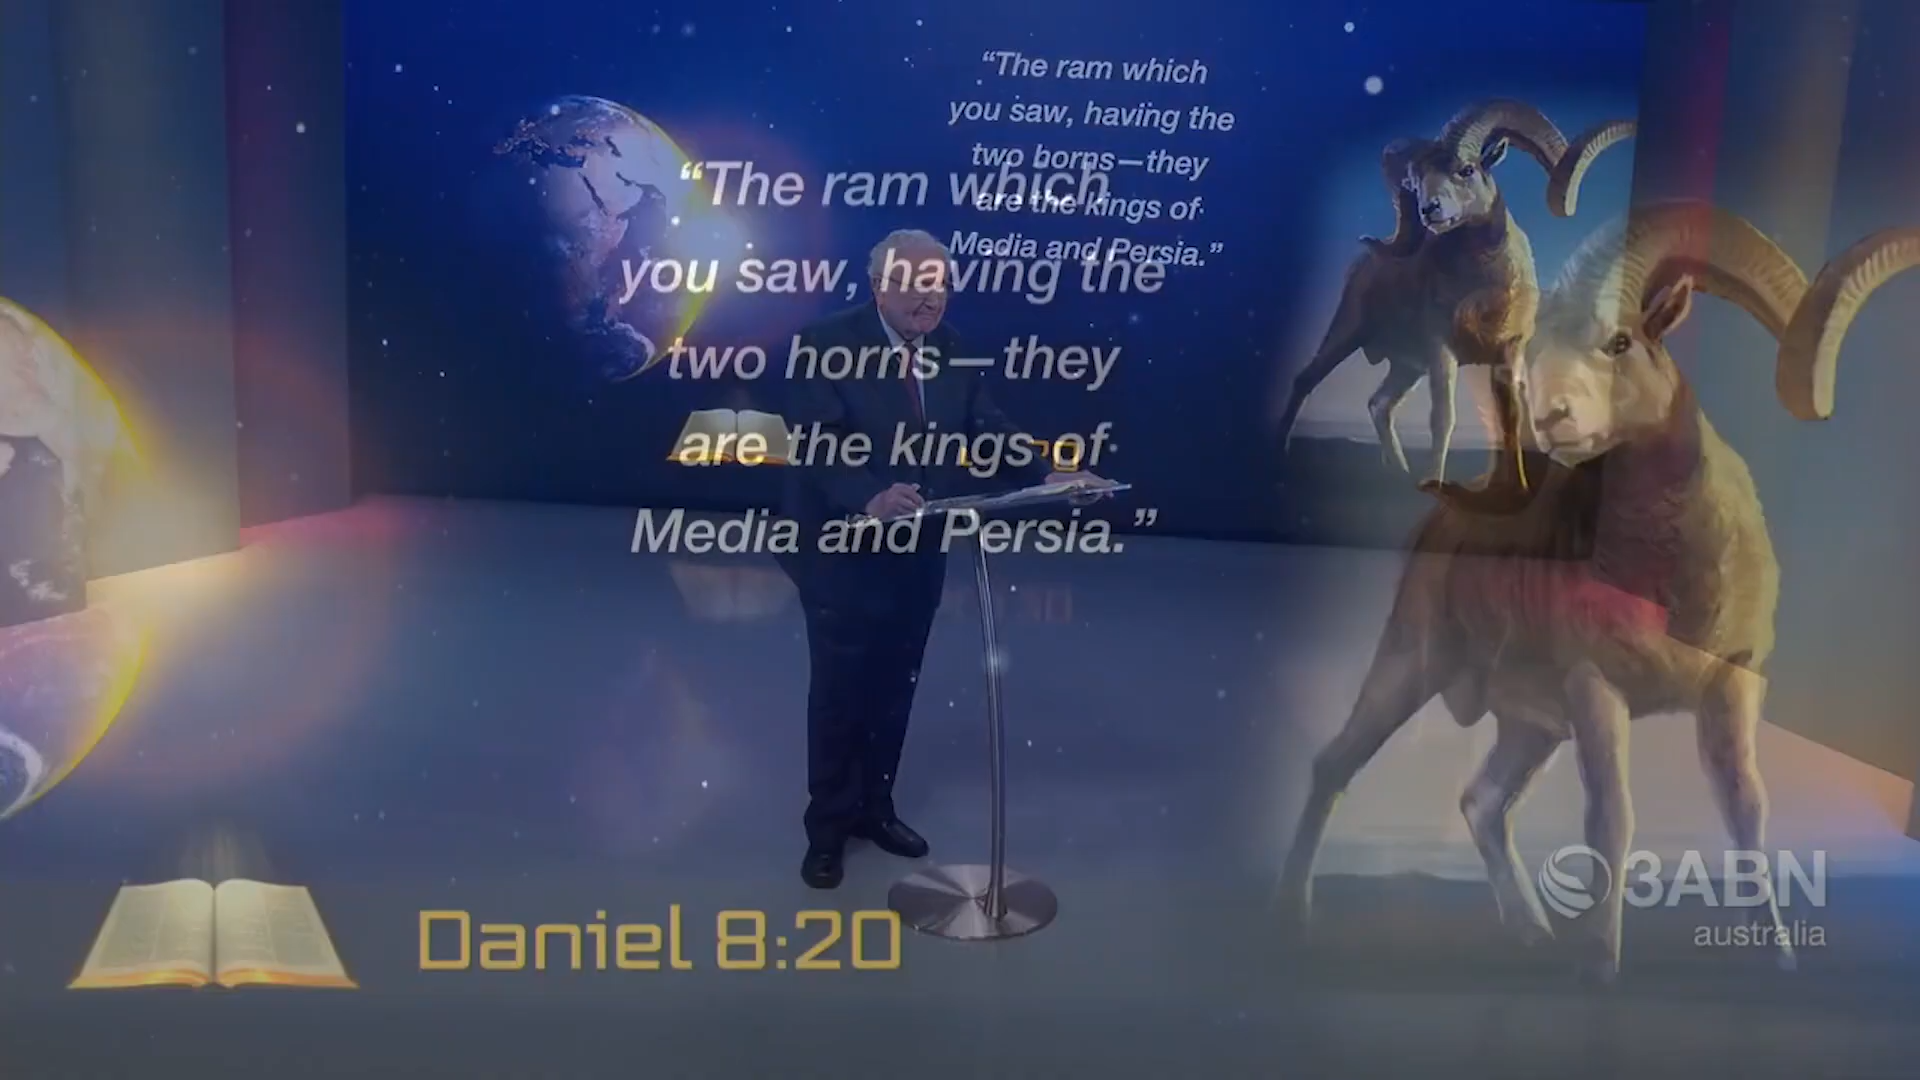 “The ram which
you saw, having the
two horns—they
are the kings of
Media and Persia.”
“The ram which
you saw, having the
two horns—they
are the kings of
Media and Persia.”
Daniel 8:20
3ABN
australia